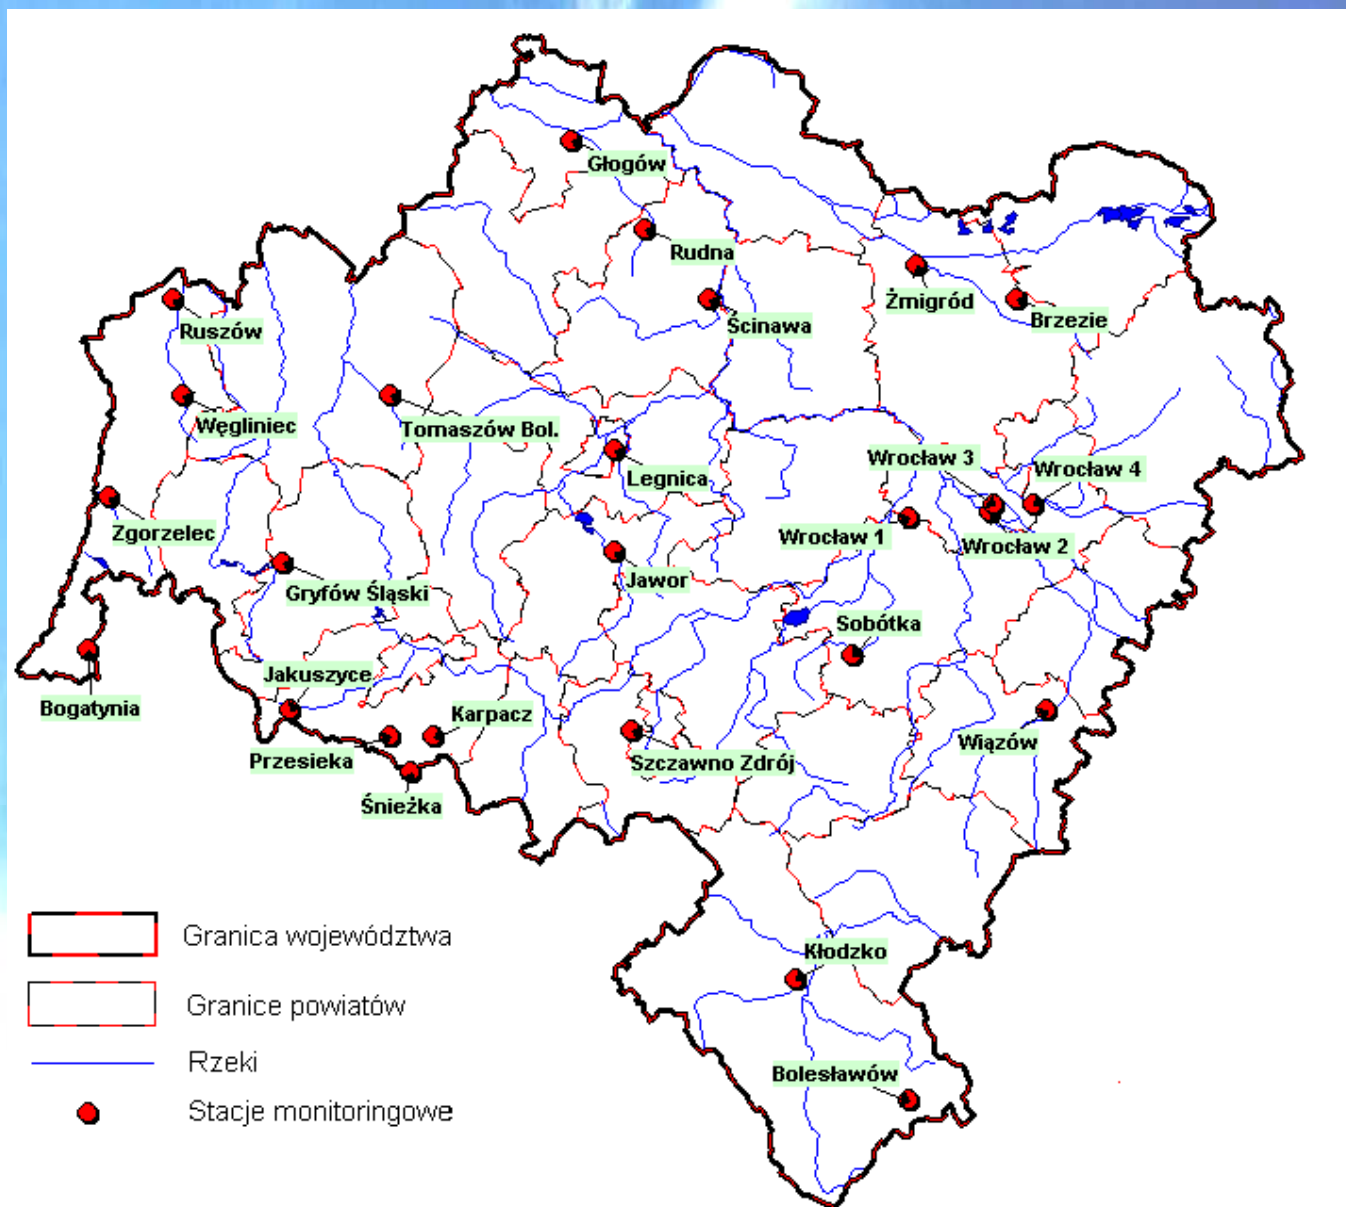 Głogów
Rudna
Żmigród
Ruszów
Ścinawa
Brzezie
Węgliniec
Tomaszów Bol.
Wrocław 3
Wrocław 4
Legnica
Zgorzelec
Wrocław 1
Wrocław 2
Gryfów Śląski
Jawor
Sobótka
Jakuszyce
Bogatynia
Karpacz
Wiązów
Przesieka
Szczawno Zdrój
Śnieżka
Granica województwa
Kłodzko
Granice powiatów
Rzeki
Bolesławów
Stacje monitoringowe